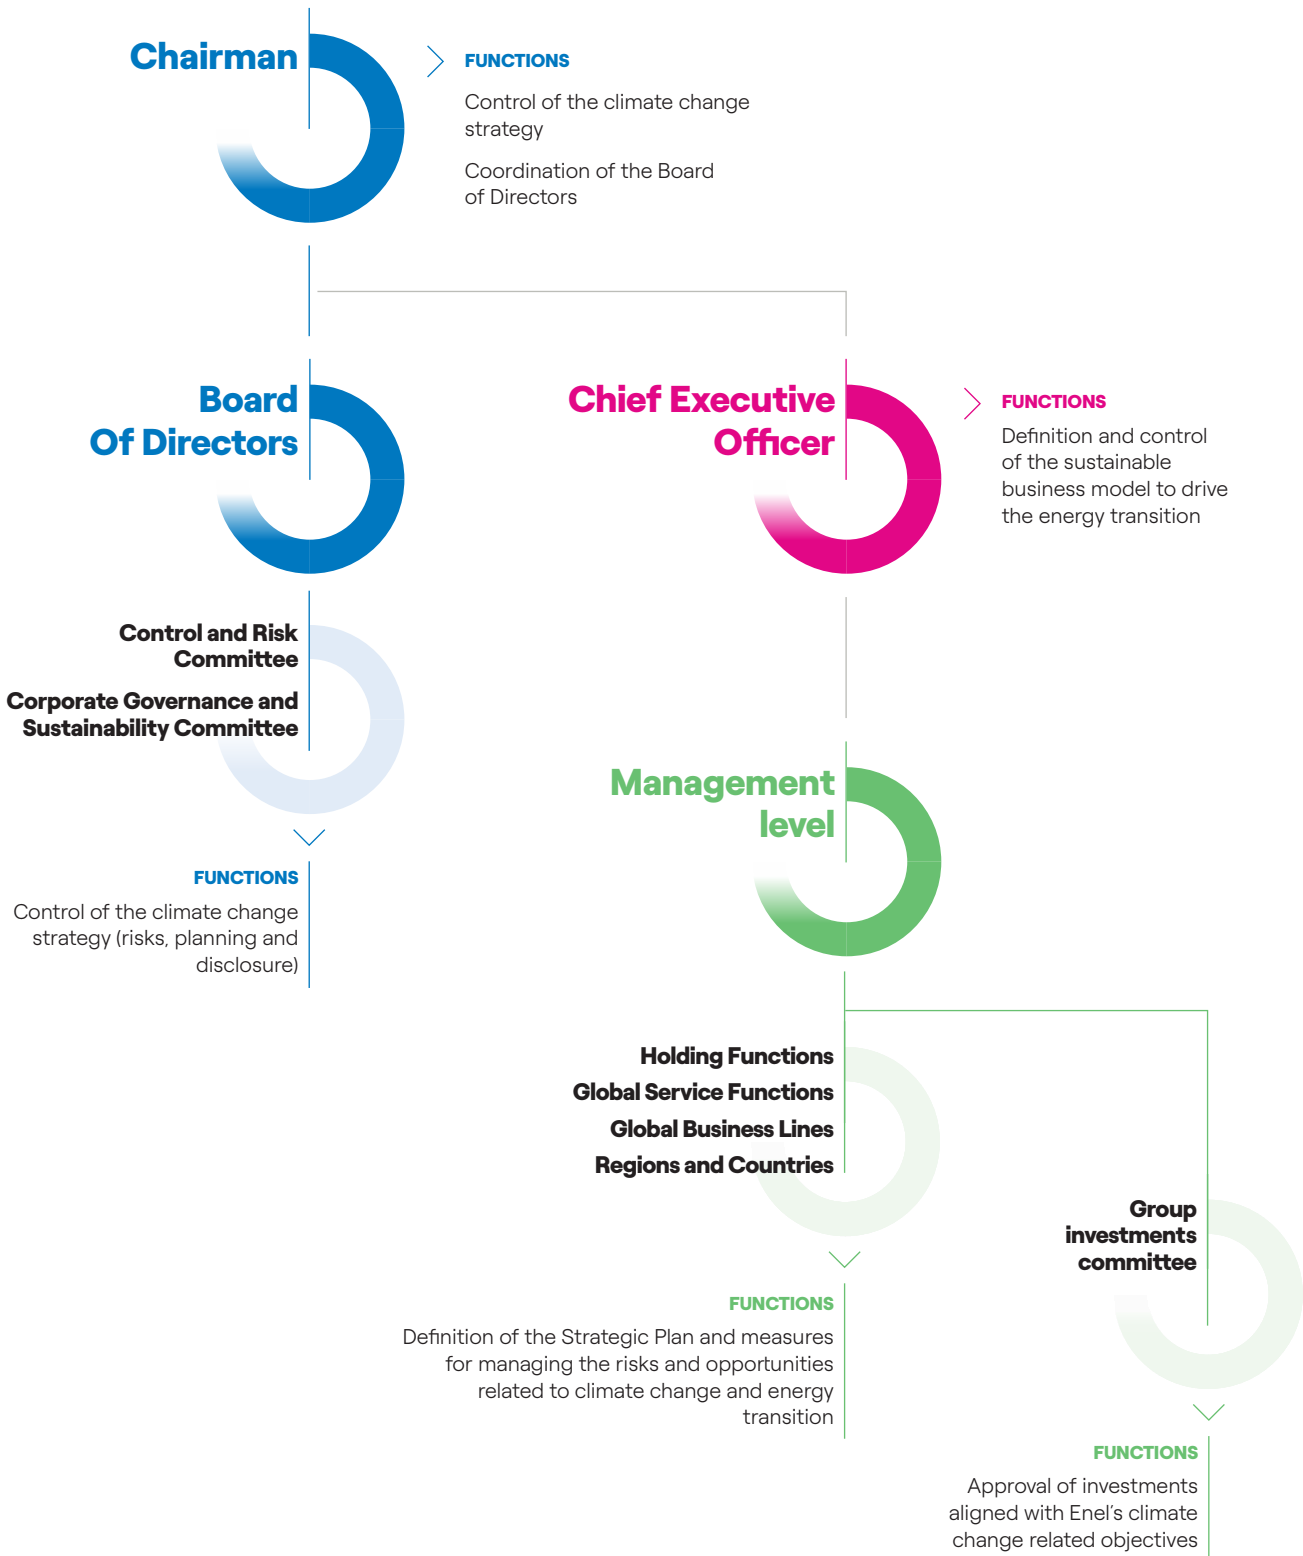 Chairman
FUNCTIONS
Control of the climate change
strategy
Coordination of the Board
of Directors
Board
Of Directors
Chief Executive
Officer
FUNCTIONS
Definition and control
of the sustainable
business model to drive
the energy transition
Control and Risk
Committee
Corporate Governance and
Sustainability Committee
FUNCTIONS
Control of the climate change
strategy (risks, planning and
disclosure)
Management
level
Holding Functions
Global Service Functions
Global Business Lines
Regions and Countries
FUNCTIONS
Definition of the Strategic Plan and measures
for managing the risks and opportunities
related to climate change and energy
transition
Group
investments
committee
FUNCTIONS
Approval of investments
aligned with Enel’s climate
change related objectives